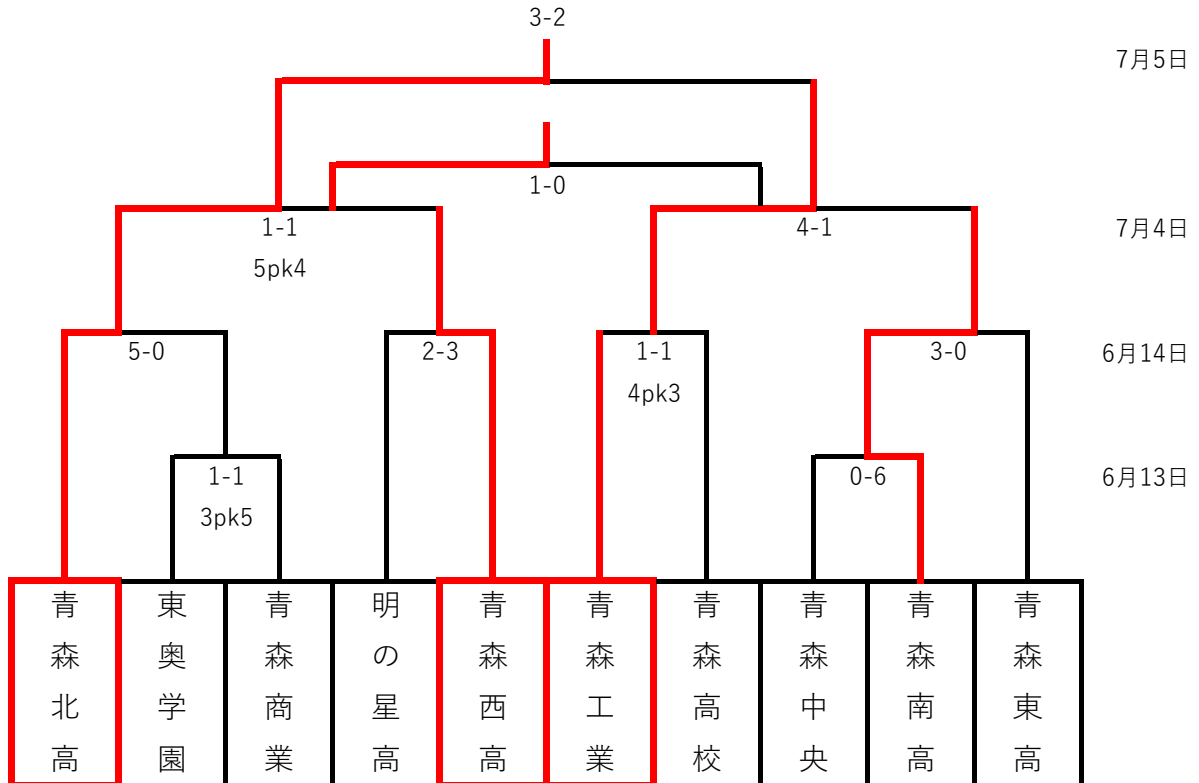 3-2
7月5日
1-0
1-1
5pk4
4-1
7月4日
5-0
2-3
1-1
4pk3
3-0
6月14日
1-1
3pk5
0-6
6月13日
青森北高
東奥学園
青森商業
明の星高
青森西高
青森工業
青森高校
青森中央
青森南高
青森東高